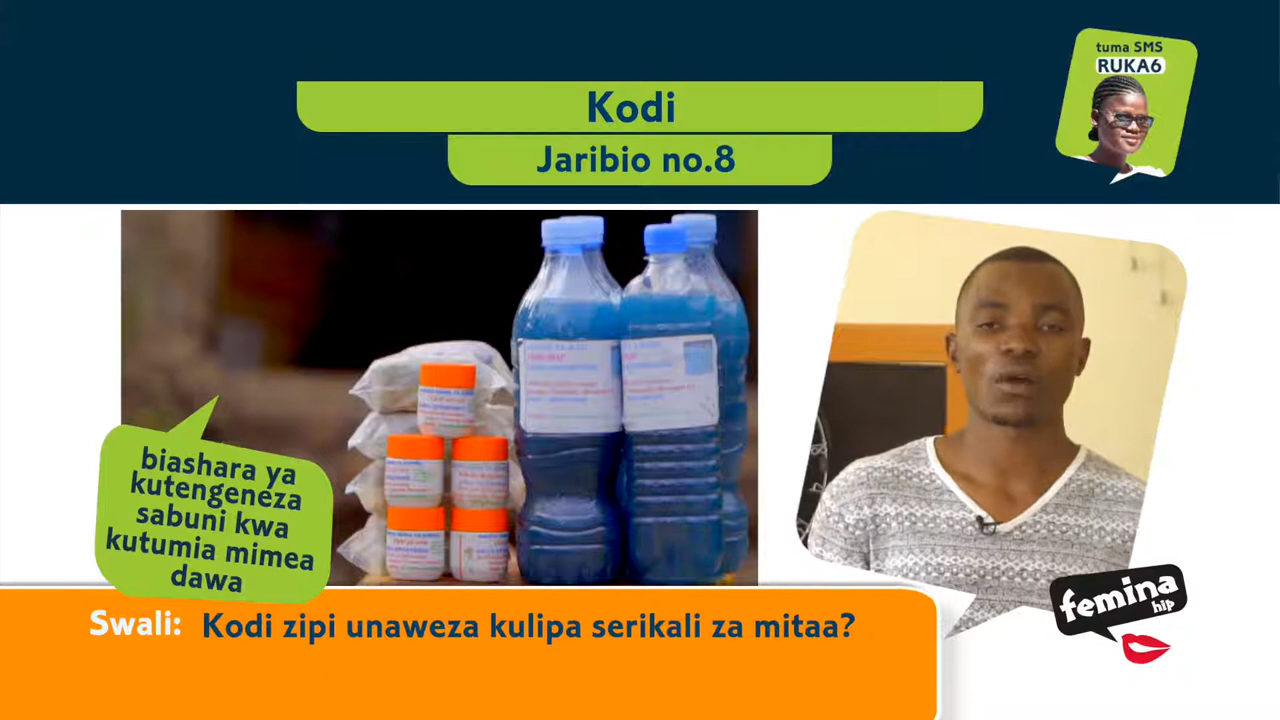 tuma SMS
RUKA6
Kodi
Jaribio no.8
biashara ya
kutengeneza
sabuni kwa
kutumia mimea
dawa
Swali: Kodi zipi unaweza kulipa serikali za mitaa?
femina
hip